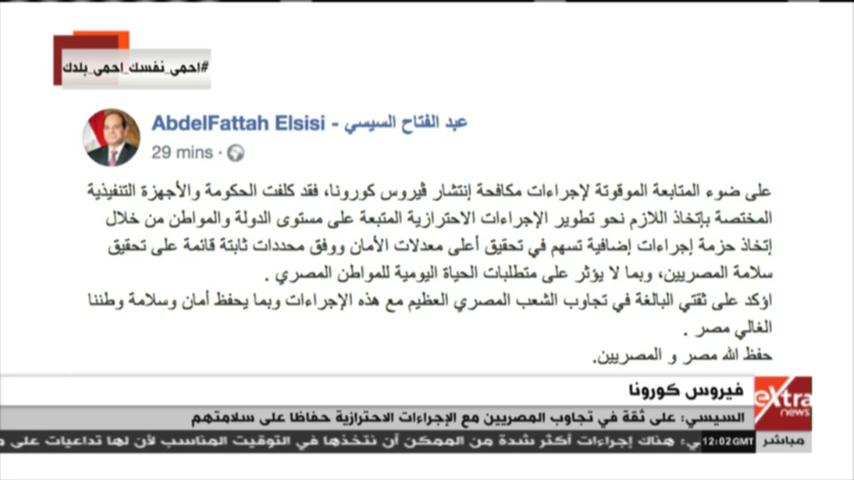 #احمى_نفسك_احمى_بلدك
AbdelFattah Elsisi - عبد الفتاح السيسي
29 mins ·
على ضوء المتابعة الموقوتة لإجراءات مكافحة إنتشار ڤيروس كورونا، فقد كلفت الحكومة والأجهزة التنفيذية
المختصة بإتخاذ اللازم نحو تطوير الإجراءات الاحترازية المتبعة على مستوى الدولة والمواطن من خلال
إتخاذ حزمة إجراءات إضافية تسهم في تحقيق أعلى معدلات الأمان ووفق محددات ثابتة قائمة على تحقيق
سلامة المصريين، وبما لا يؤثر على متطلبات الحياة اليومية للمواطن المصري .
اؤكد على ثقتي البالغة في تجاوب الشعب المصري العظيم مع هذه الإجراءات وبما يحفظ أمان وسلامة وطننا
الغالي مصر .
حفظ الله مصر و المصريين.
فيروس كورونا
eXtra
news
السيسي: على ثقة في تجاوب المصريين مع الإجراءات الاحترازية حفاظا على سلامتهم
مباشر
12:02GMT
ي: هناك إجراءات أكثر شدة من الممكن أن نتخذها في التوقيت المناسب لأن لها تداعيات على